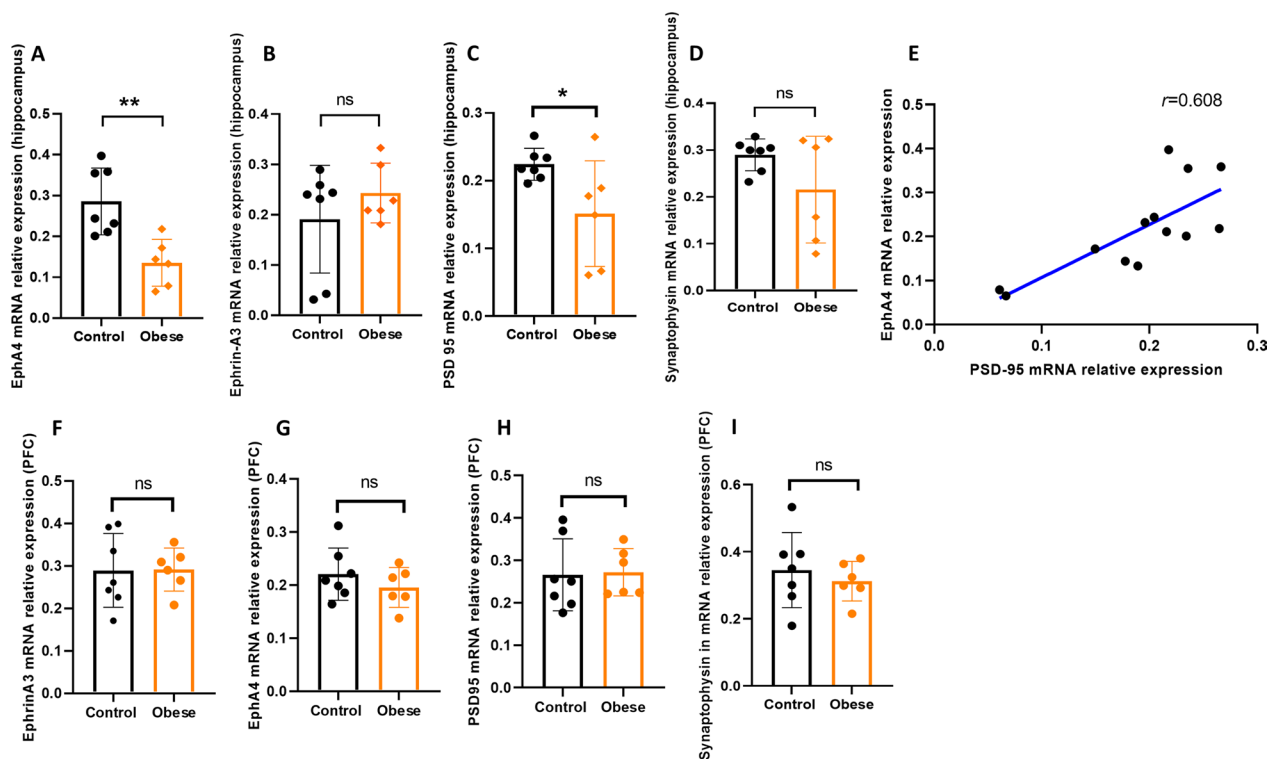 A
EphA4 mRNA relative expression (hippocampus)
**
0.5
0.4
0.3
0.2
0.1
0.0
Control Obese
B
Ephrin-A3 mRNA relative expression (hippocampus)
ns
0.4
0.3
0.2
0.1
0.0
Control Obese
C
PSD 95 mRNA relative expression (hippocampus)
*
0.3
0.2
0.1
0.0
Control Obese
D
Synaptophysin mRNA relative expression (hippocampus)
ns
0.4
0.3
0.2
0.1
0.0
Control Obese
E
EphA4 mRNA relative expression
r=0.608
0.5
0.4
0.3
0.2
0.1
0.0
0.0 0.1 0.2 0.3
PSD-95 mRNA relative expression
F
EphrinA3 mRNA relative expression (PFC)
ns
0.5
0.4
0.3
0.2
0.1
0.0
Control Obese
G
EphA4 mRNA relative expression (PFC)
ns
0.4
0.3
0.2
0.1
0.0
Control Obese
H
PSD95 mRNA relative expression (PFC)
ns
0.5
0.4
0.3
0.2
0.1
0.0
Control Obese
I
Synaptophysin in mRNA relative expression (PFC)
ns
0.6
0.4
0.2
0.0
Control Obese